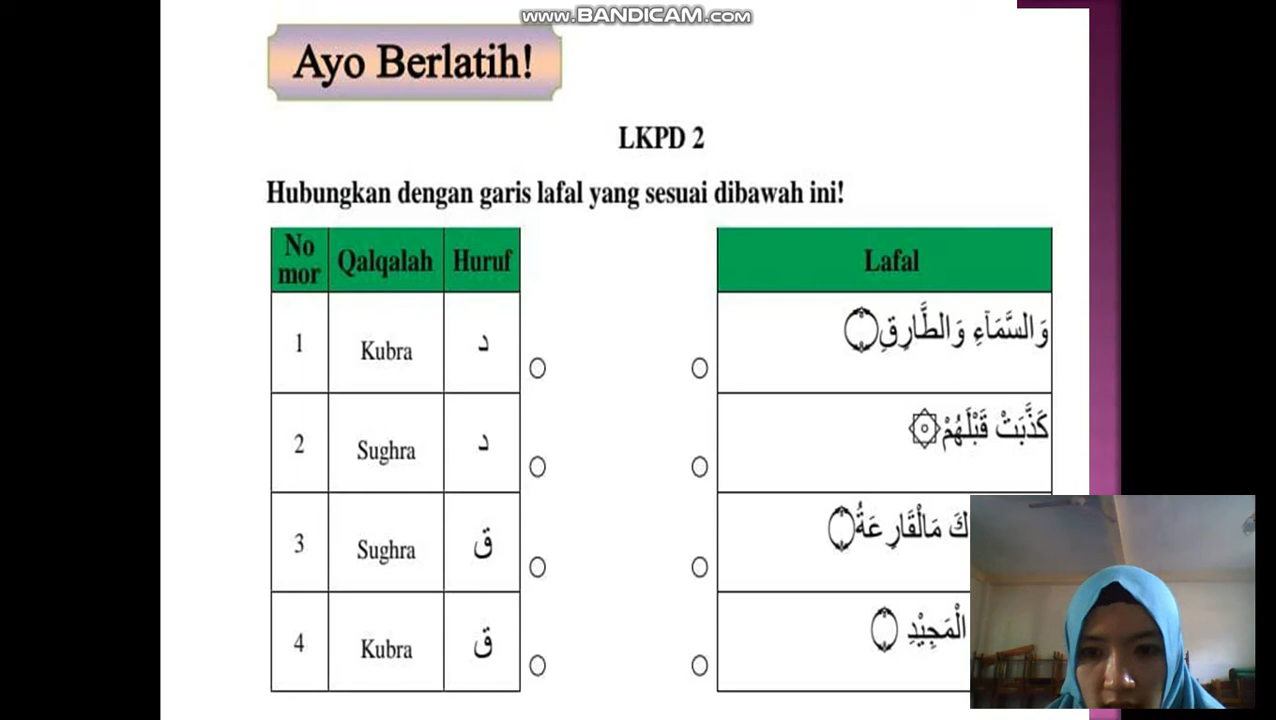 www.BANDICAM.com
Ayo Berlatih!
LKPD 2
Hubungkan dengan garis lafal yang sesuai dibawah ini!
No mor Qalqalah Huruf
Lafal
1 Kubra د
وَالسَّمَآءِ وَالطَّارِقِ
2 Sughra د
كَذَّبَتْ قَبْلَهُمْ
3 Sughra ق
كَ مَالْقَارِعَةُ
4 Kubra ق
الْمَجِيْدِ